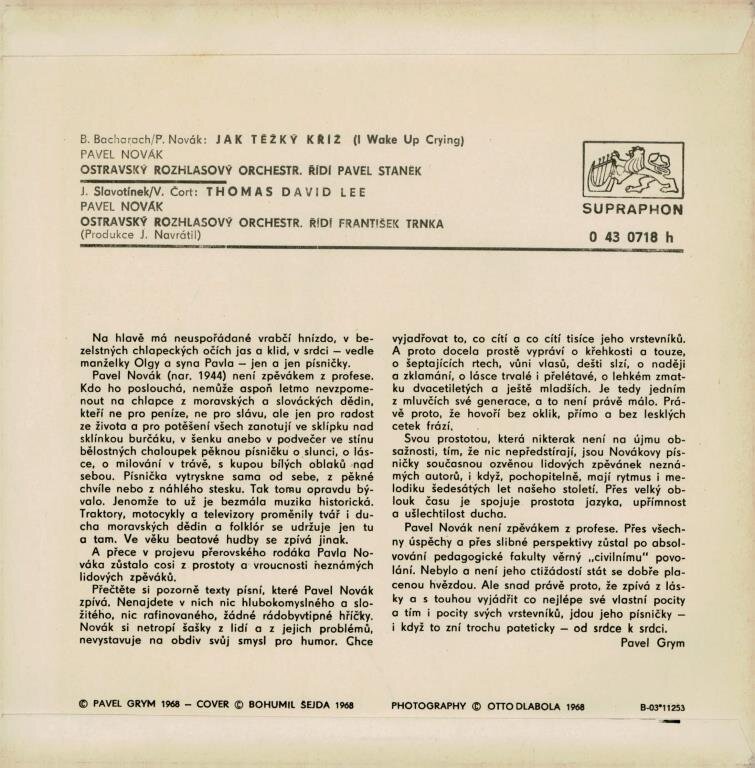 B. Bacharach/P. Novák: JAK TĚŽKÝ KŘÍŽ (I Wake Up Crying)
PAVEL NOVÁK
OSTRAVSKÝ ROZHLASOVÝ ORCHESTR. ŘÍDÍ PAVEL STANEK
J. Slavotínek/V. Čort: THOMAS DAVID LEE
PAVEL NOVÁK
OSTRAVSKÝ ROZHLASOVÝ ORCHESTR. ŘÍDÍ FRANTIŠEK TRNKA
(Produkce J. Navrátil)
SUPRAPHON
0 43 0718 h
Na hlavě má neuspořádané vrabčí hnízdo, v be-
zelstných chlapeckých očích jas a klid, v srdci – vedle
manželky Olgy a syna Pavla – jen a jen písničky.
Pavel Novák (nar. 1944) není zpěvákem z profese.
Kdo ho poslouchá, nemůže aspoň letmo nevzpome-
nout na chlapce z moravských a slováckých dědin,
kteří ne pro peníze, ne pro slávu, ale jen pro radost
ze života a pro potěšení všech zanotují ve sklípku nad
sklínkou burčáku, v šenku anebo v podvečer ve stínu
bělostných chaloupek pěknou písničku o slunci, o lás-
ce, o milování v trávě, s kupou bílých oblaků nad
sebou. Písnička vytryskne sama od sebe, z pěkné
chvíle nebo z náhlého stesku. Tak tomu opravdu bý-
valo. Jenomže to už je bezmála muzika historická.
Traktory, motocykly a televizory proměnily tvář i du-
cha moravských dědin a folklór se udržuje jen tu
a tam. Ve věku beatové hudby se zpívá jinak.
A přece v projevu přerovského rodáka Pavla No-
váka zůstalo cosi z prostoty a vroucnosti neznámých
lidových zpěváků.
Přečtěte si pozorně texty písní, které Pavel Novák
zpívá. Nenajdete v nich nic hlubokomyslného a slo-
žitého, nic rafinovaného, žádné rádobyvtipné hříčky.
Novák si netropí šašky z lidí a z jejich problémů,
nevystavuje na obdiv svůj smysl pro humor. Chce
vyjadřovat to, co cítí a co cítí tisíce jeho vrstevníků.
A proto docela prostě vypráví o křehkosti a touze,
o šeptajících rtech, vůni vlasů, dešti slzí, o naději
a zklamání, o lásce trvalé i přelétavé, o lehkém zmat-
ku dvacetiletých a ještě mladších. Je tedy jedním
z mluvčích své generace, a to není právě málo. Prá-
vě proto, že hovoří bez oklik, přímo a bez lesklých
cetek frází.
Svou prostotou, která nikterak není na újmu ob-
sažnosti, tím, že nic nepředstírají, jsou Novákovy pís-
ničky současnou ozvěnou lidových zpěvánek nezná-
mých autorů, i když, pochopitelně, mají rytmus i me-
lodiku šedesátých let našeho století. Přes velký ob-
louk času je spojuje prostota jazyka, upřímnost
a ušlechtilost ducha.
Pavel Novák není zpěvákem z profese. Přes všech-
ny úspěchy a přes slibné perspektivy zůstal po absol-
vování pedagogické fakulty věrný „civilnímu“ povo-
lání. Nebylo a není jeho ctižádostí stát se dobře pla-
cenou hvězdou. Ale snad právě proto, že zpívá z lás-
ky a s touhou vyjádřit co nejlépe své vlastní pocity
a tím i pocity svých vrstevníků, jdou jeho písničky –
i když to zní trochu pateticky – od srdce k srdci.
Pavel Grym
© PAVEL GRYM 1968 – COVER © BOHUMIL ŠEJDA 1968
PHOTOGRAPHY © OTTO DLABOLA 1968
B-03*11253